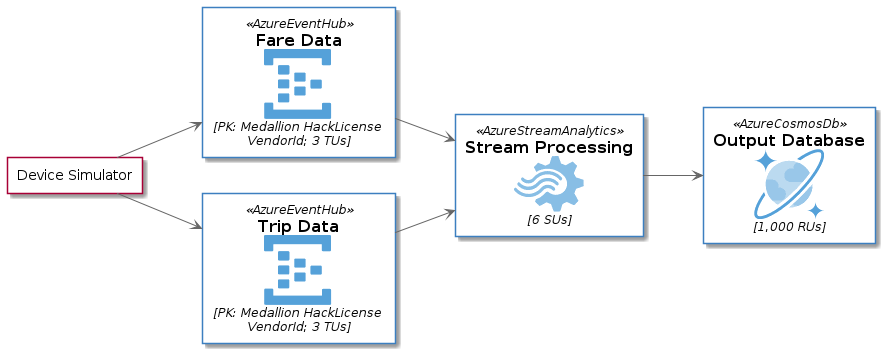 Device Simulator
«AzureEventHub»
Fare Data
[PK: Medallion HackLicense
VendorId; 3 TUs]
«AzureEventHub»
Trip Data
[PK: Medallion HackLicense
VendorId; 3 TUs]
«AzureStreamAnalytics»
Stream Processing
[6 SUs]
«AzureCosmosDb»
Output Database
[1,000 RUs]